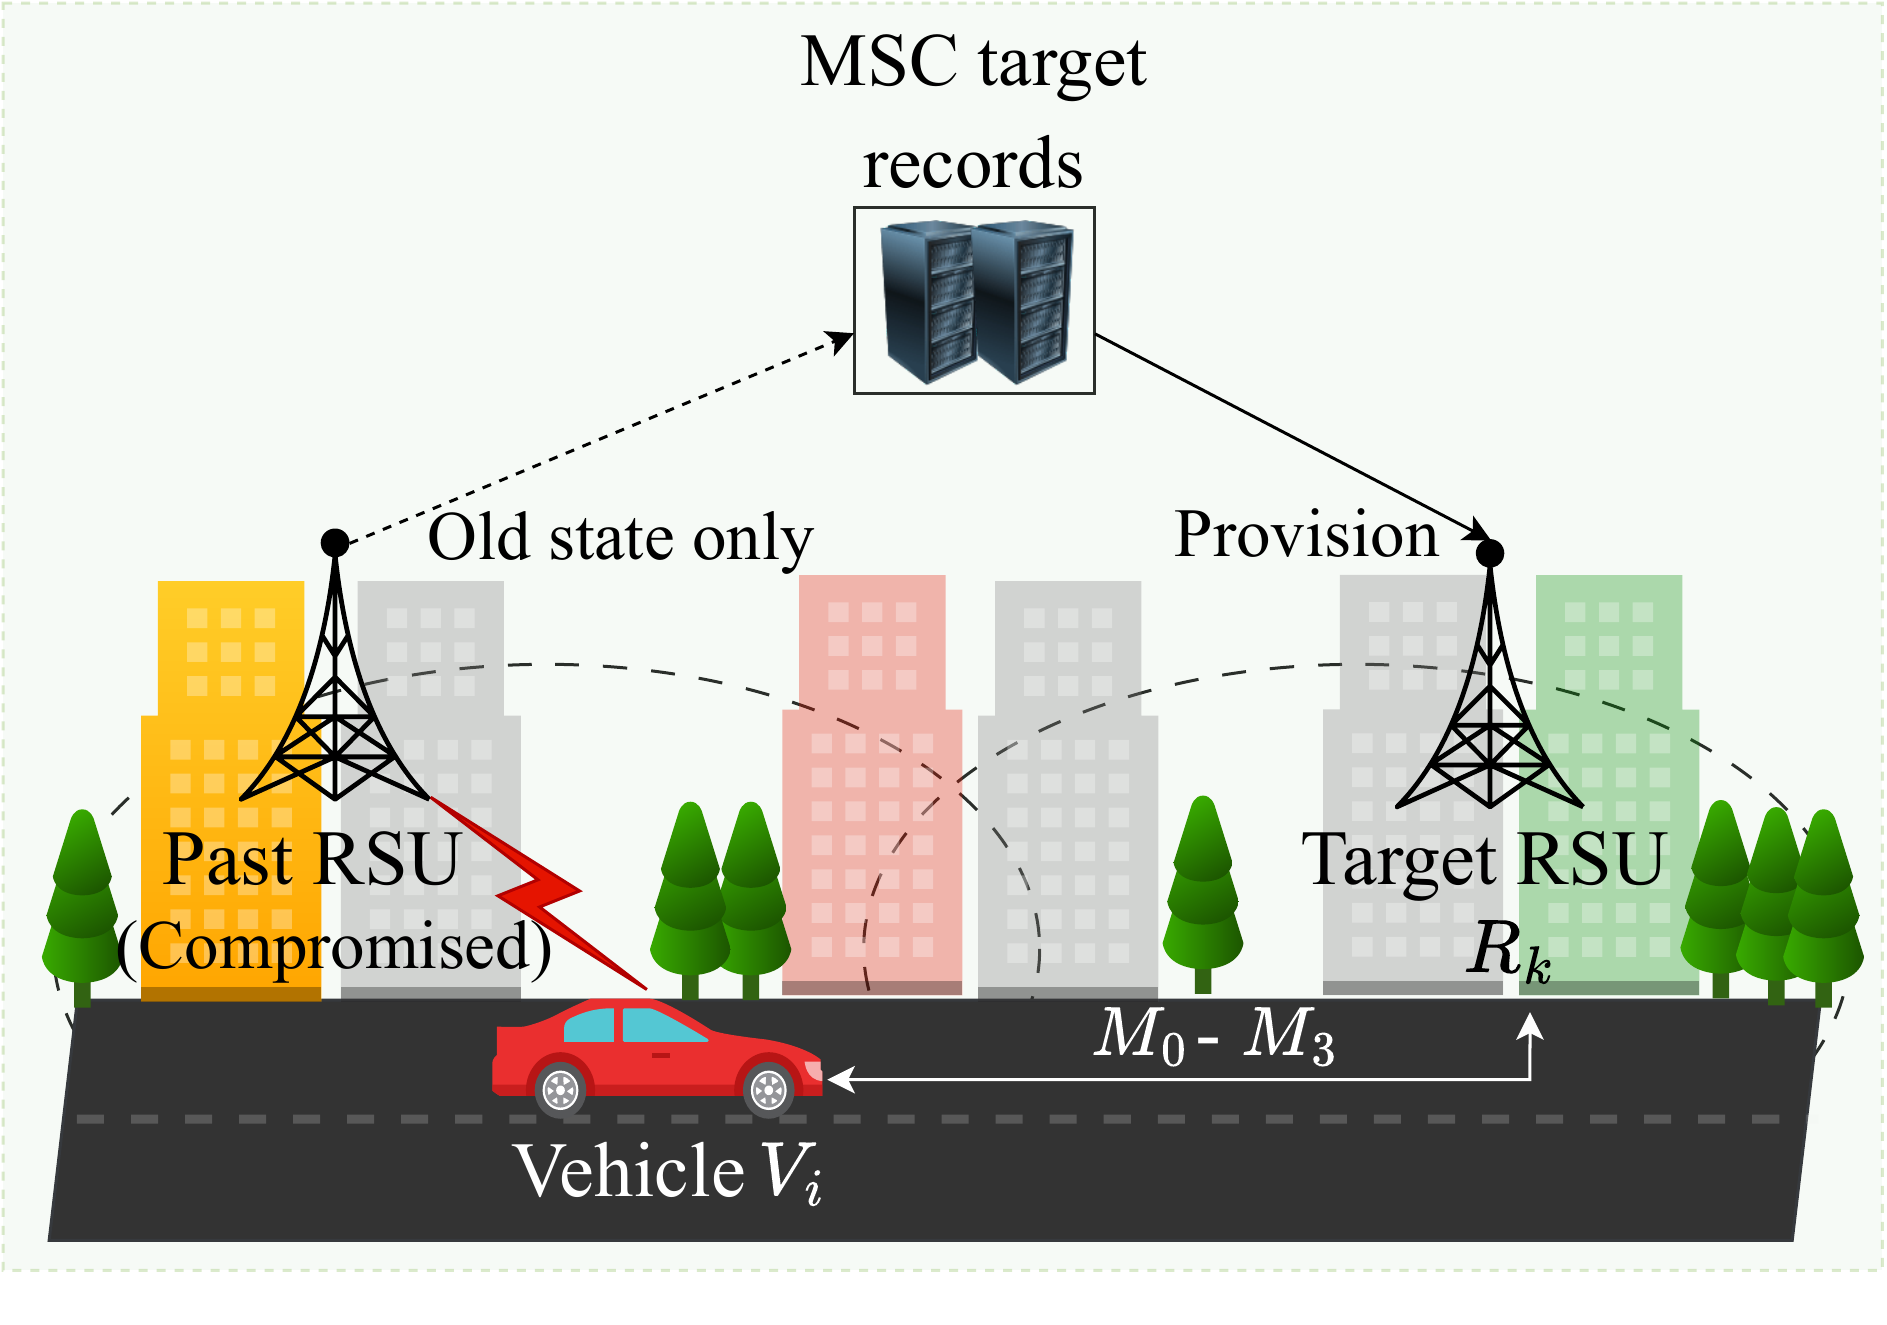 MSC target
records
Old state only
Provision
Past RSU
(Compromised)
Target RSU
R_k
M_0 - M_3
Vehicle V_i